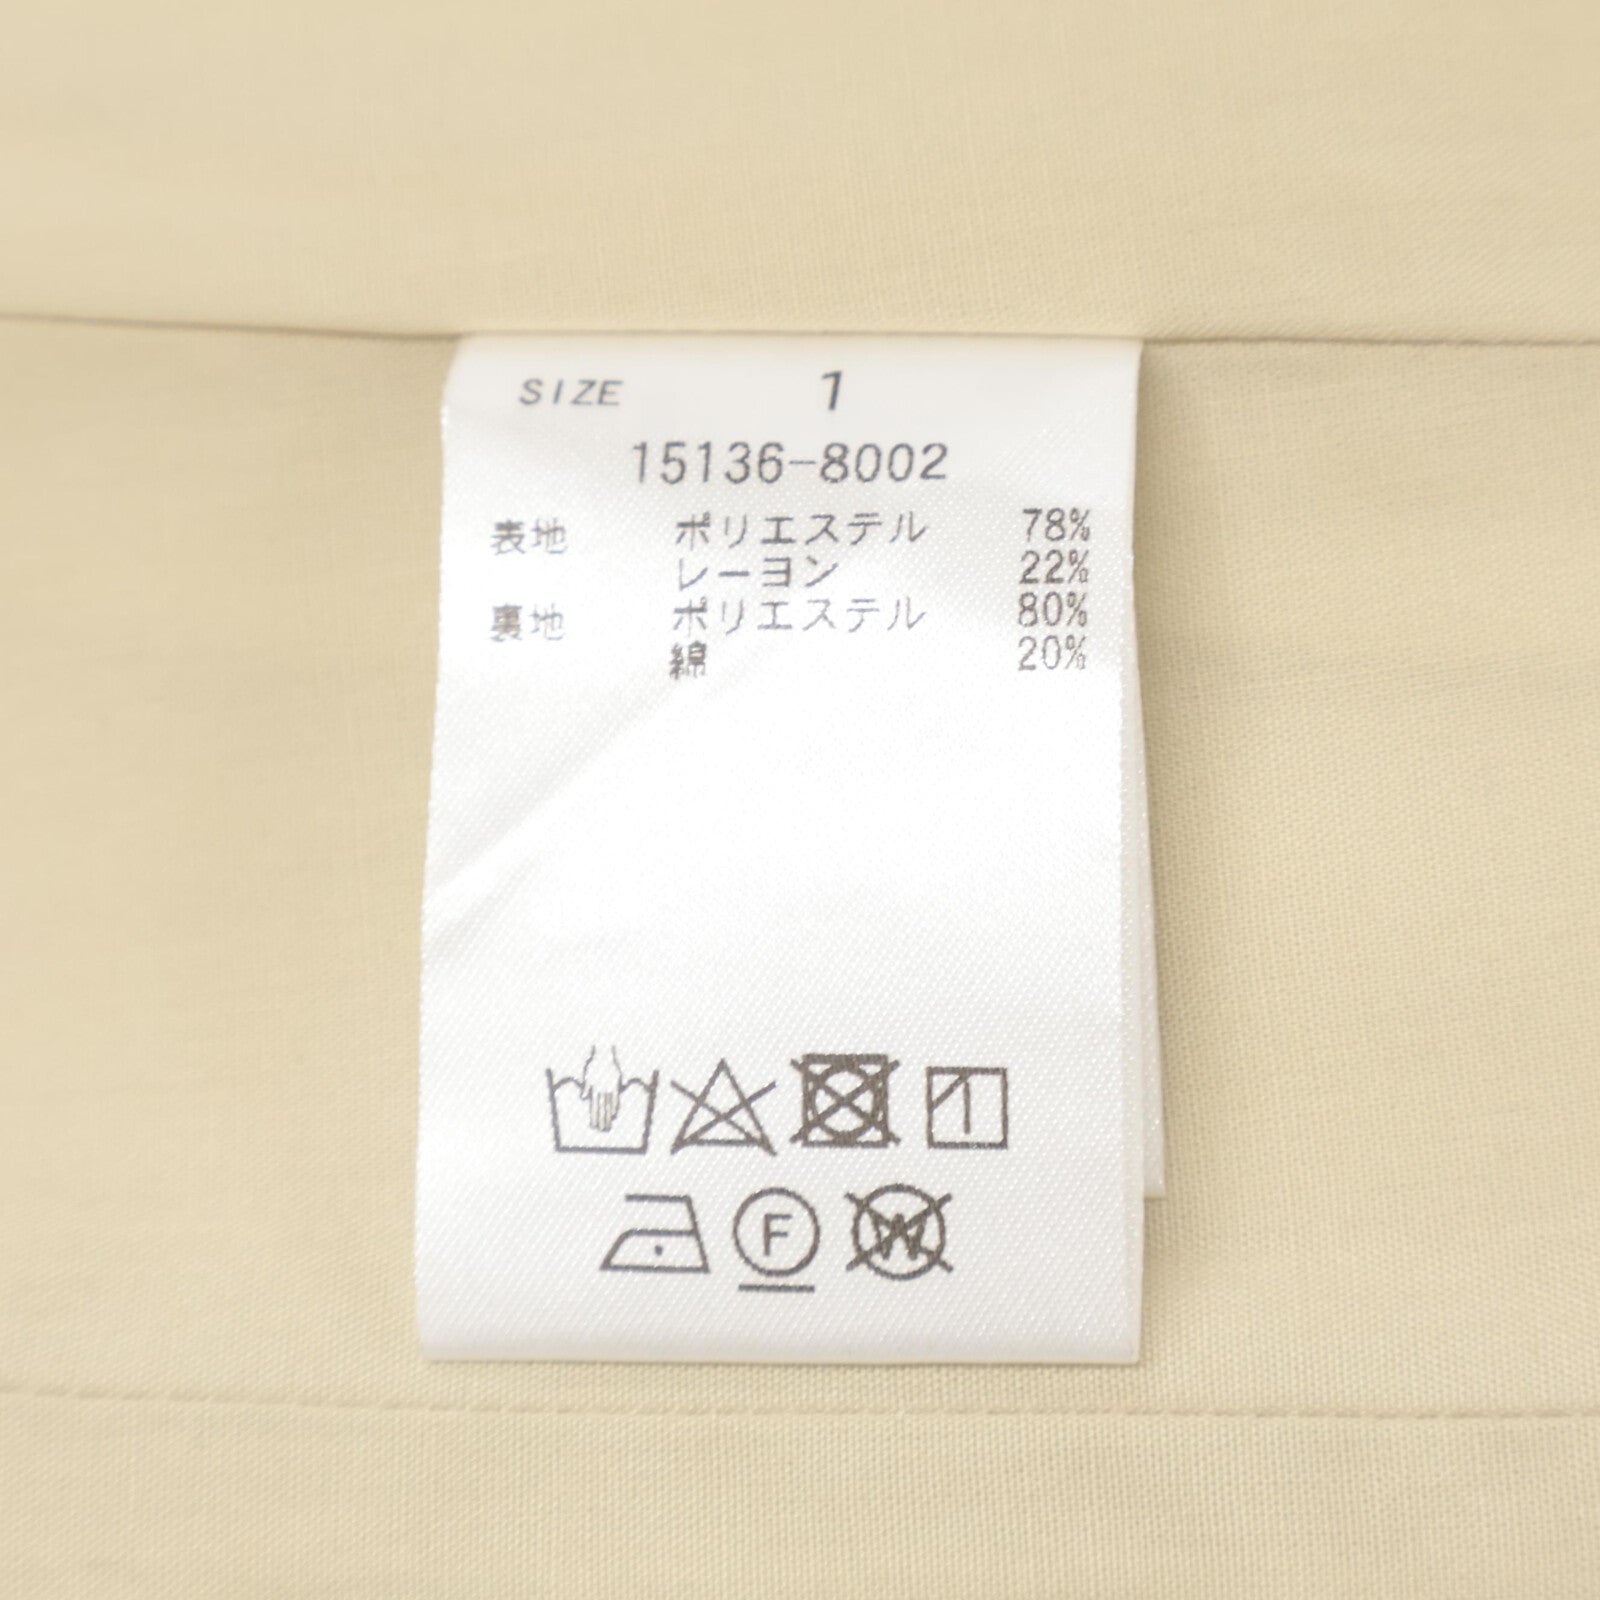 SIZE 1
15136-8002
表地 ポリエステル 78%
レーヨン 22%
裏地 ポリエステル 80%
綿 20%
F
W